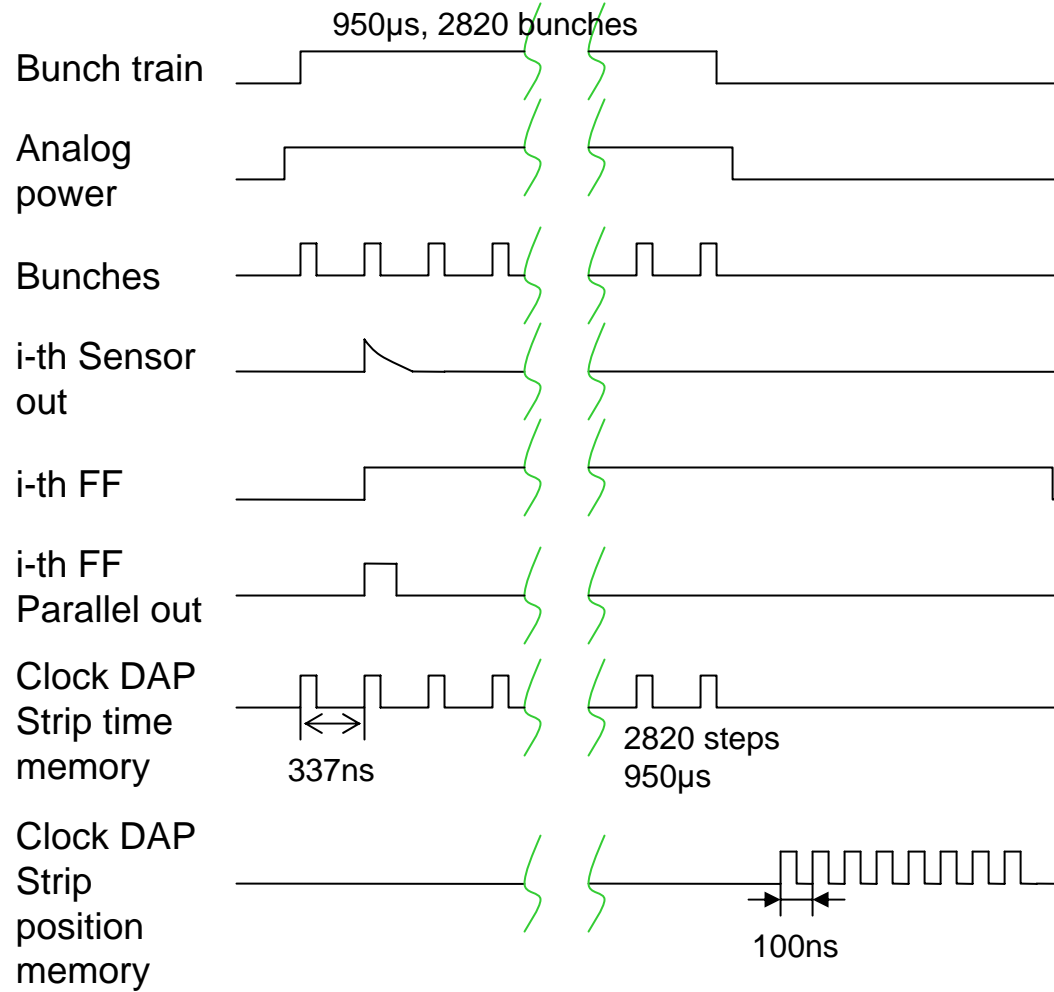 950µs, 2820 bunches
Bunch train
Analog
power
Bunches
i-th Sensor
out
i-th FF
i-th FF
Parallel out
Clock DAP
Strip time
memory
337ns
2820 steps
950µs
Clock DAP
Strip
position
memory
100ns